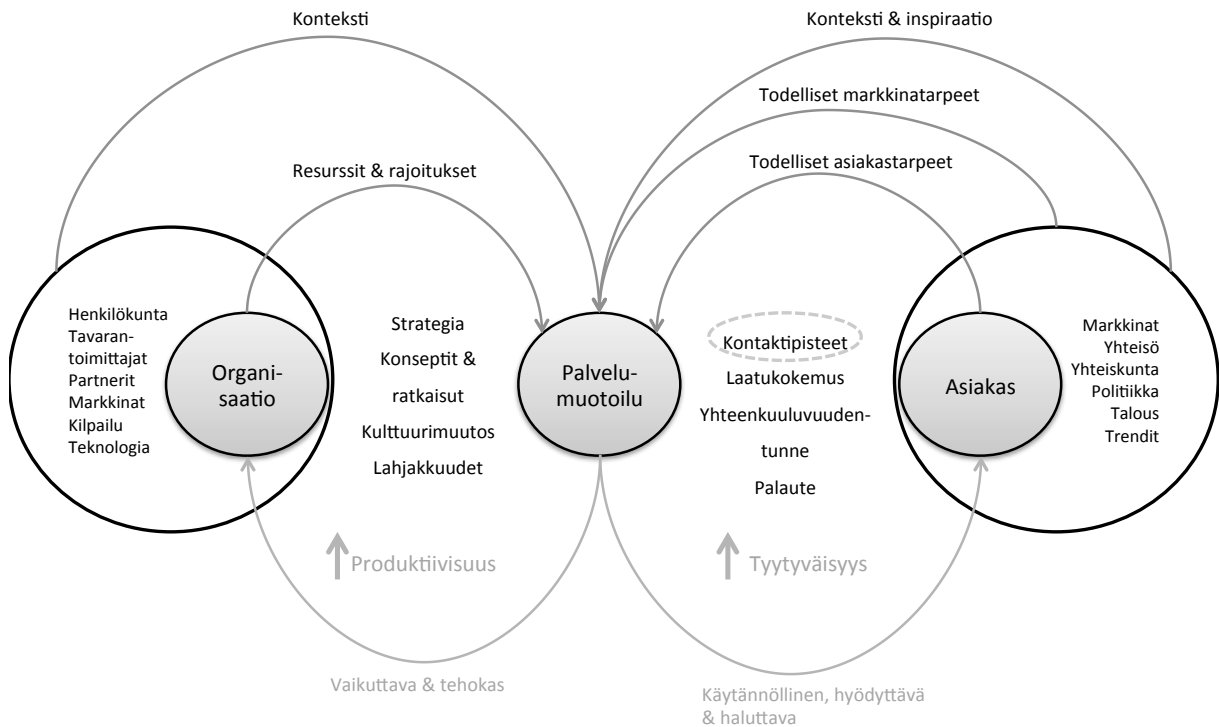 Konteksti
Konteksti & inspiraatio
Todelliset markkinatarpeet
Resurssit & rajoitukset
Todelliset asiakastarpeet
Henkilökunta
Tavaran-
toimittajat
Partnerit
Markkinat
Kilpailu
Teknologia
Organi-
saatio
Strategia
Konseptit &
ratkaisut
Kulttuurimuutos
Lahjakkuudet
Palvelu-
muotoilu
Kontaktipisteet
Laatukokemus
Yhteenkuuluvuuden-
tunne
Palaute
Asiakas
Markkinat
Yhteisö
Yhteiskunta
Politiikka
Talous
Trendit
Produktiivisuus
Tyytyväisyys
Vaikuttava & tehokas
Käytännöllinen, hyödyttävä
& haluttava